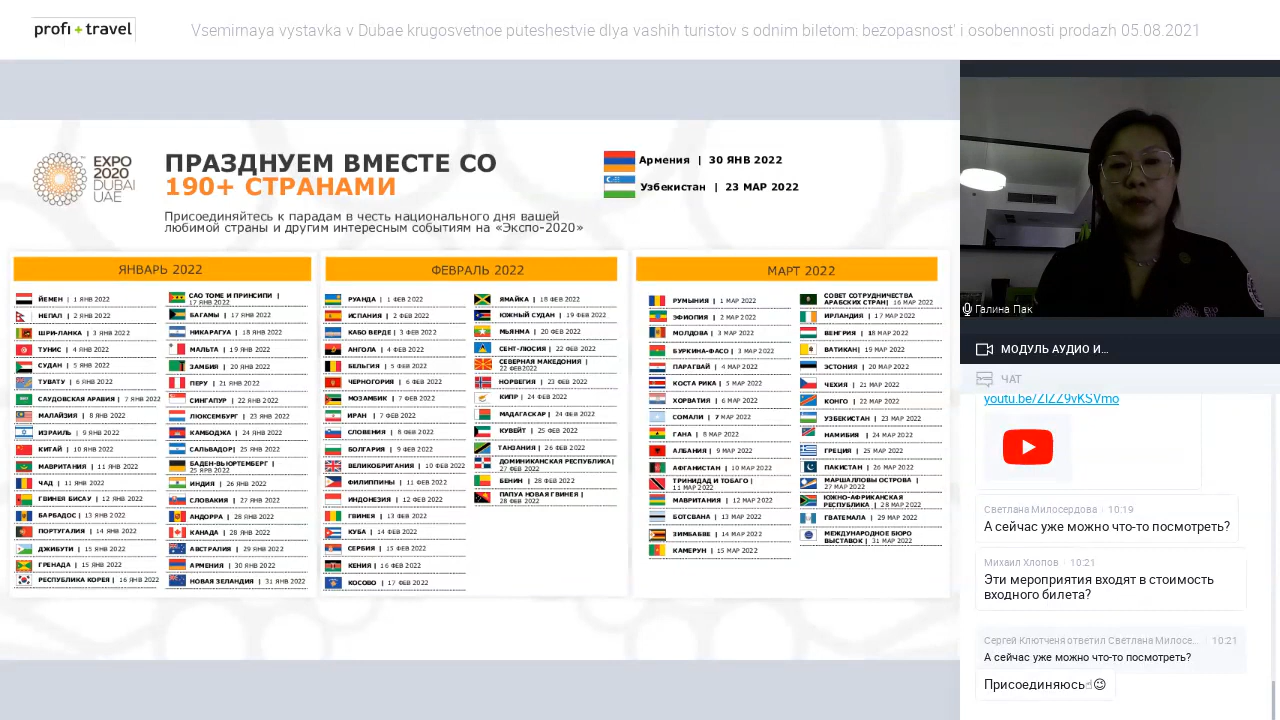 profi + travel
Vsemirnaya vystavka v Dubae krugosvetnoe puteshestvie dlya vashih turistov s odnim biletom: bezopasnost' i osobennosti prodazh 05.08.2021
EXPO
2020
DUBAI
UAE
ПРАЗДНУЕМ ВМЕСТЕ СО
190+ СТРАНАМИ
Присоединяйтесь к парадам в честь национального дня вашей
любимой страны и другим интересным событиям на «Экспо-2020»
Армения | 30 ЯНВ 2022
Узбекистан | 23 МАР 2022
ЯНВАРЬ 2022
ЙЕМЕН | 1 ЯНВ 2022
НЕПАЛ | 2 ЯНВ 2022
ШРИ-ЛАНКА | 3 ЯНВ 2022
ТУНИС | 4 ЯНВ 2022
СУДАН | 5 ЯНВ 2022
ТУВАТУ | 6 ЯНВ 2022
САУДОВСКАЯ АРАВИЯ | 7 ЯНВ 2022
МАЛАЙЗИЯ | 8 ЯНВ 2022
ИЗРАИЛЬ | 9 ЯНВ 2022
КИТАЙ | 10 ЯНВ 2022
МАВРИТАНИЯ | 11 ЯНВ 2022
ЧАД | 11 ЯНВ 2022
ГВИНЕЯ БИСАУ | 12 ЯНВ 2022
БАРБАДОС | 13 ЯНВ 2022
ПОРТУГАЛИЯ | 14 ЯНВ 2022
ДЖИБУТИ | 15 ЯНВ 2022
ГРЕНАДА | 15 ЯНВ 2022
РЕСПУБЛИКА КОРЕЯ | 16 ЯНВ 2022
САО ТОМЕ И ПРИНСИПИ |
17 ЯНВ 2022
БАГАМЫ | 17 ЯНВ 2022
НИКАРАГУА | 18 ЯНВ 2022
МАЛЬТА | 19 ЯНВ 2022
ЗАМБИЯ | 20 ЯНВ 2022
ПЕРУ | 21 ЯНВ 2022
СИНГАПУР | 22 ЯНВ 2022
ЛЮКСЕМБУРГ | 23 ЯНВ 2022
КАМБОДЖА | 24 ЯНВ 2022
САЛЬВАДОР | 25 ЯНВ 2022
БАДЕН-ВЬЮРТЕМБЕРГ |
25 ЯНВ 2022
ИНДИЯ | 26 ЯНВ 2022
СЛОВАКИЯ | 27 ЯНВ 2022
АНДОРРА | 28 ЯНВ 2022
КАНАДА | 28 ЯНВ 2022
АВСТРАЛИЯ | 29 ЯНВ 2022
АРМЕНИЯ | 30 ЯНВ 2022
НОВАЯ ЗЕЛАНДИЯ | 31 ЯНВ 2022
ФЕВРАЛЬ 2022
РУАНДА | 1 ФЕВ 2022
ИСПАНИЯ | 2 ФЕВ 2022
КАБО ВЕРДЕ | 3 ФЕВ 2022
АНГОЛА | 4 ФЕВ 2022
БЕЛЬГИЯ | 5 ФЕВ 2022
ЧЕРНОГОРИЯ | 6 ФЕВ 2022
МОЗАМБИК | 7 ФЕВ 2022
ИРАН | 7 ФЕВ 2022
СЛОВЕНИЯ | 8 ФЕВ 2022
БОЛГАРИЯ | 9 ФЕВ 2022
ВЕЛИКОБРИТАНИЯ | 10 ФЕВ 2022
ФИЛИППИНЫ | 11 ФЕВ 2022
ИНДОНЕЗИЯ | 12 ФЕВ 2022
ГВИНЕЯ | 13 ФЕВ 2022
КУБА | 14 ФЕВ 2022
СЕРБИЯ | 15 ФЕВ 2022
КЕНИЯ | 16 ФЕВ 2022
КОСОВО | 17 ФЕВ 2022
ЯМАЙКА | 18 ФЕВ 2022
ЮЖНЫЙ СУДАН | 19 ФЕВ 2022
МЬЯНМА | 20 ФЕВ 2022
СЕНТ-ЛЮСИЯ | 22 ФЕВ 2022
СЕВЕРНАЯ МАКЕДОНИЯ |
22 ФЕВ2022
НОРВЕГИЯ | 23 ФЕВ 2022
КИПР | 24 ФЕВ 2022
МАДАГАСКАР | 24 ФЕВ 2022
КУВЕЙТ | 25 ФЕВ 2022
ТАНЗАНИЯ | 26 ФЕВ 2022
ДОМИНИКАНСКАЯ РЕСПУБЛИКА |
27 ФЕВ 2022
БЕНИН | 28 ФЕВ 2022
ПАПУА НОВАЯ ГВИНЕЯ |
28 ФЕВ 2022
МАРТ 2022
РУМЫНИЯ | 1 МАР 2022
ЭФИОПИЯ | 2 МАР 2022
МОЛДОВА | 3 МАР 2022
БУРКИНА-ФАСО | 3 МАР 2022
ПАРАГВАЙ | 4 МАР 2022
КОСТА РИКА | 5 МАР 2022
ХОРВАТИЯ | 6 МАР 2022
СОМАЛИ | 7 МАР 2022
ГАНА | 8 МАР 2022
АЛБАНИЯ | 9 МАР 2022
АФГАНИСТАН | 10 МАР 2022
ТРИНИДАД И ТОБАГО |
11 МАР 2022
МАВРИТАНИЯ | 12 МАР 2022
БОТСВАНА | 13 МАР 2022
ЗИМБАБВЕ | 14 МАР 2022
КАМЕРУН | 15 МАР 2022
СОВЕТ СОТРУДНИЧЕСТВА
АРАБСКИХ СТРАН | 16 МАР 2022
ИРЛАНДИЯ | 17 МАР 2022
ВЕНГРИЯ | 18 МАР 2022
ВАТИКАН | 19 МАР 2022
ЭСТОНИЯ | 20 МАР 2022
ЧЕХИЯ | 21 МАР 2022
КОНГО | 22 МАР 2022
УЗБЕКИСТАН | 23 МАР 2022
НАМИБИЯ | 24 МАР 2022
ГРЕЦИЯ | 25 МАР 2022
ПАКИСТАН | 26 МАР 2022
МАРШАЛЛОВЫ ОСТРОВА |
27 МАР 2022
ЮЖНО-АФРИКАНСКАЯ
РЕСПУБЛИКА | 28 МАР 2022
ГВАТЕМАЛА | 29 МАР 2022
МЕЖДУНАРОДНОЕ БЮРО
ВЫСТАВОК | 31 МАР 2022
Галина Пак
МОДУЛЬ АУДИО И...
ЧАТ
youtu.be/ZlZZ9vKSVmo
Светлана Милосердова 10:19
А сейчас уже можно что-то посмотреть?
Михаил Хлопов 10:21
Эти мероприятия входят в стоимость
входного билета?
Сергей Клютченя ответил Светлана Милосе... 10:21
А сейчас уже можно что-то посмотреть?
Присоединяюсь☝😉